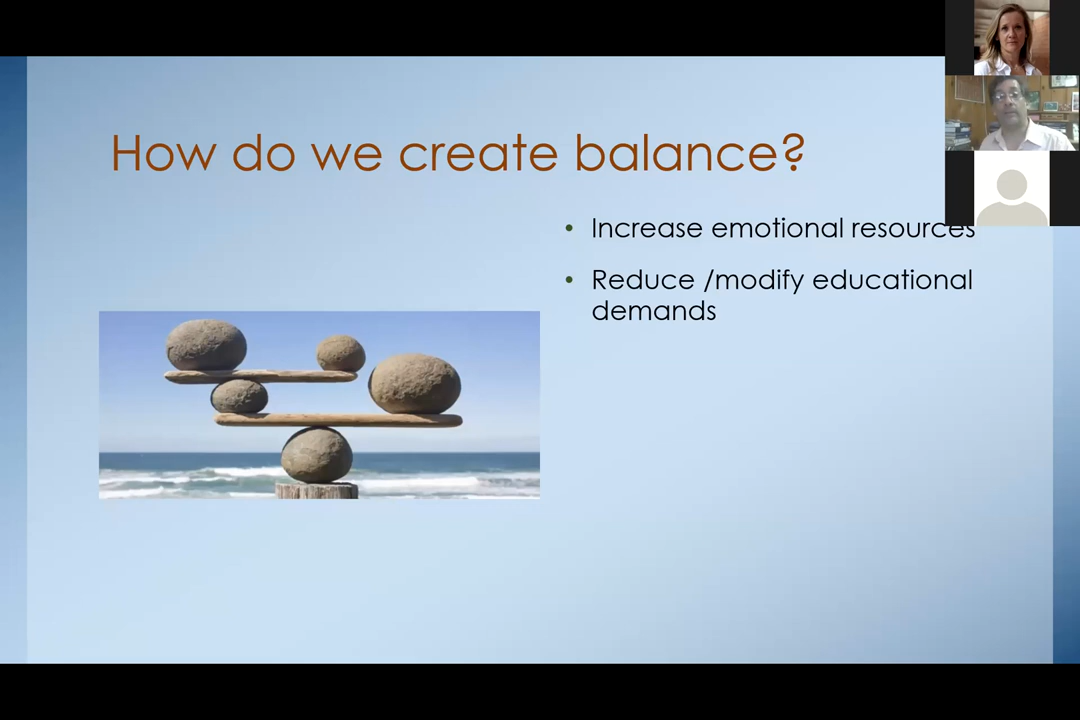 How do we create balance?
• Increase emotional resources
• Reduce /modify educational
demands